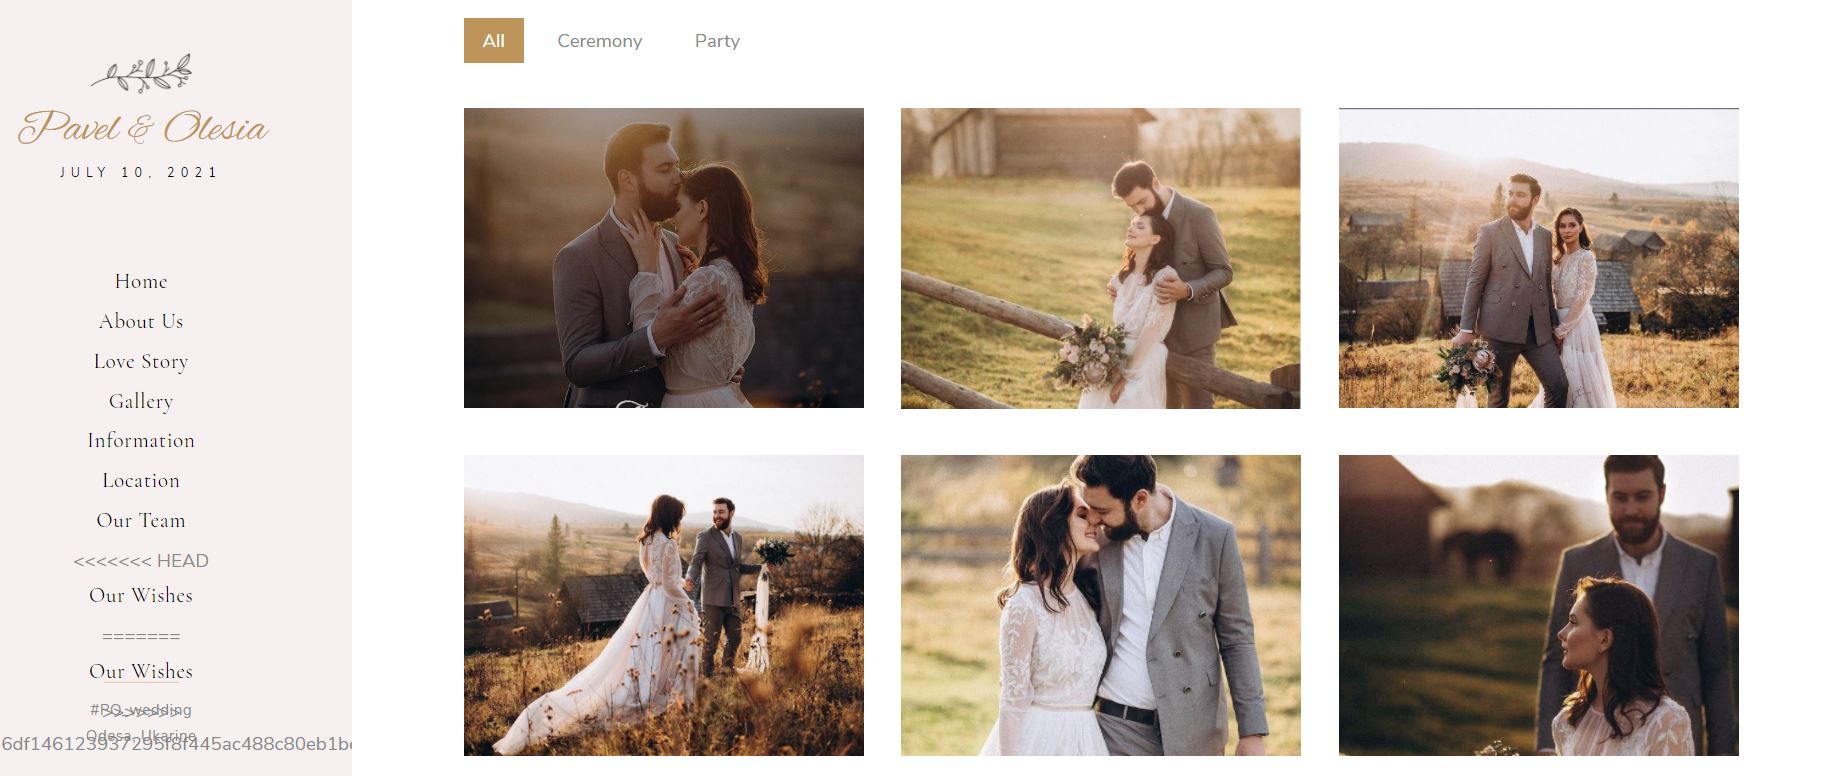 Pavel & Olesia
JULY 10, 2021
Home
About Us
Love Story
Gallery
Information
Location
Our Team
<<<<<<< HEAD
Our Wishes
=======
Our Wishes
#PO_wedding
>>>>>>>
Odesa, Ukarine
6df146123937295f8f445ac488c80eb1be
All
Ceremony
Party